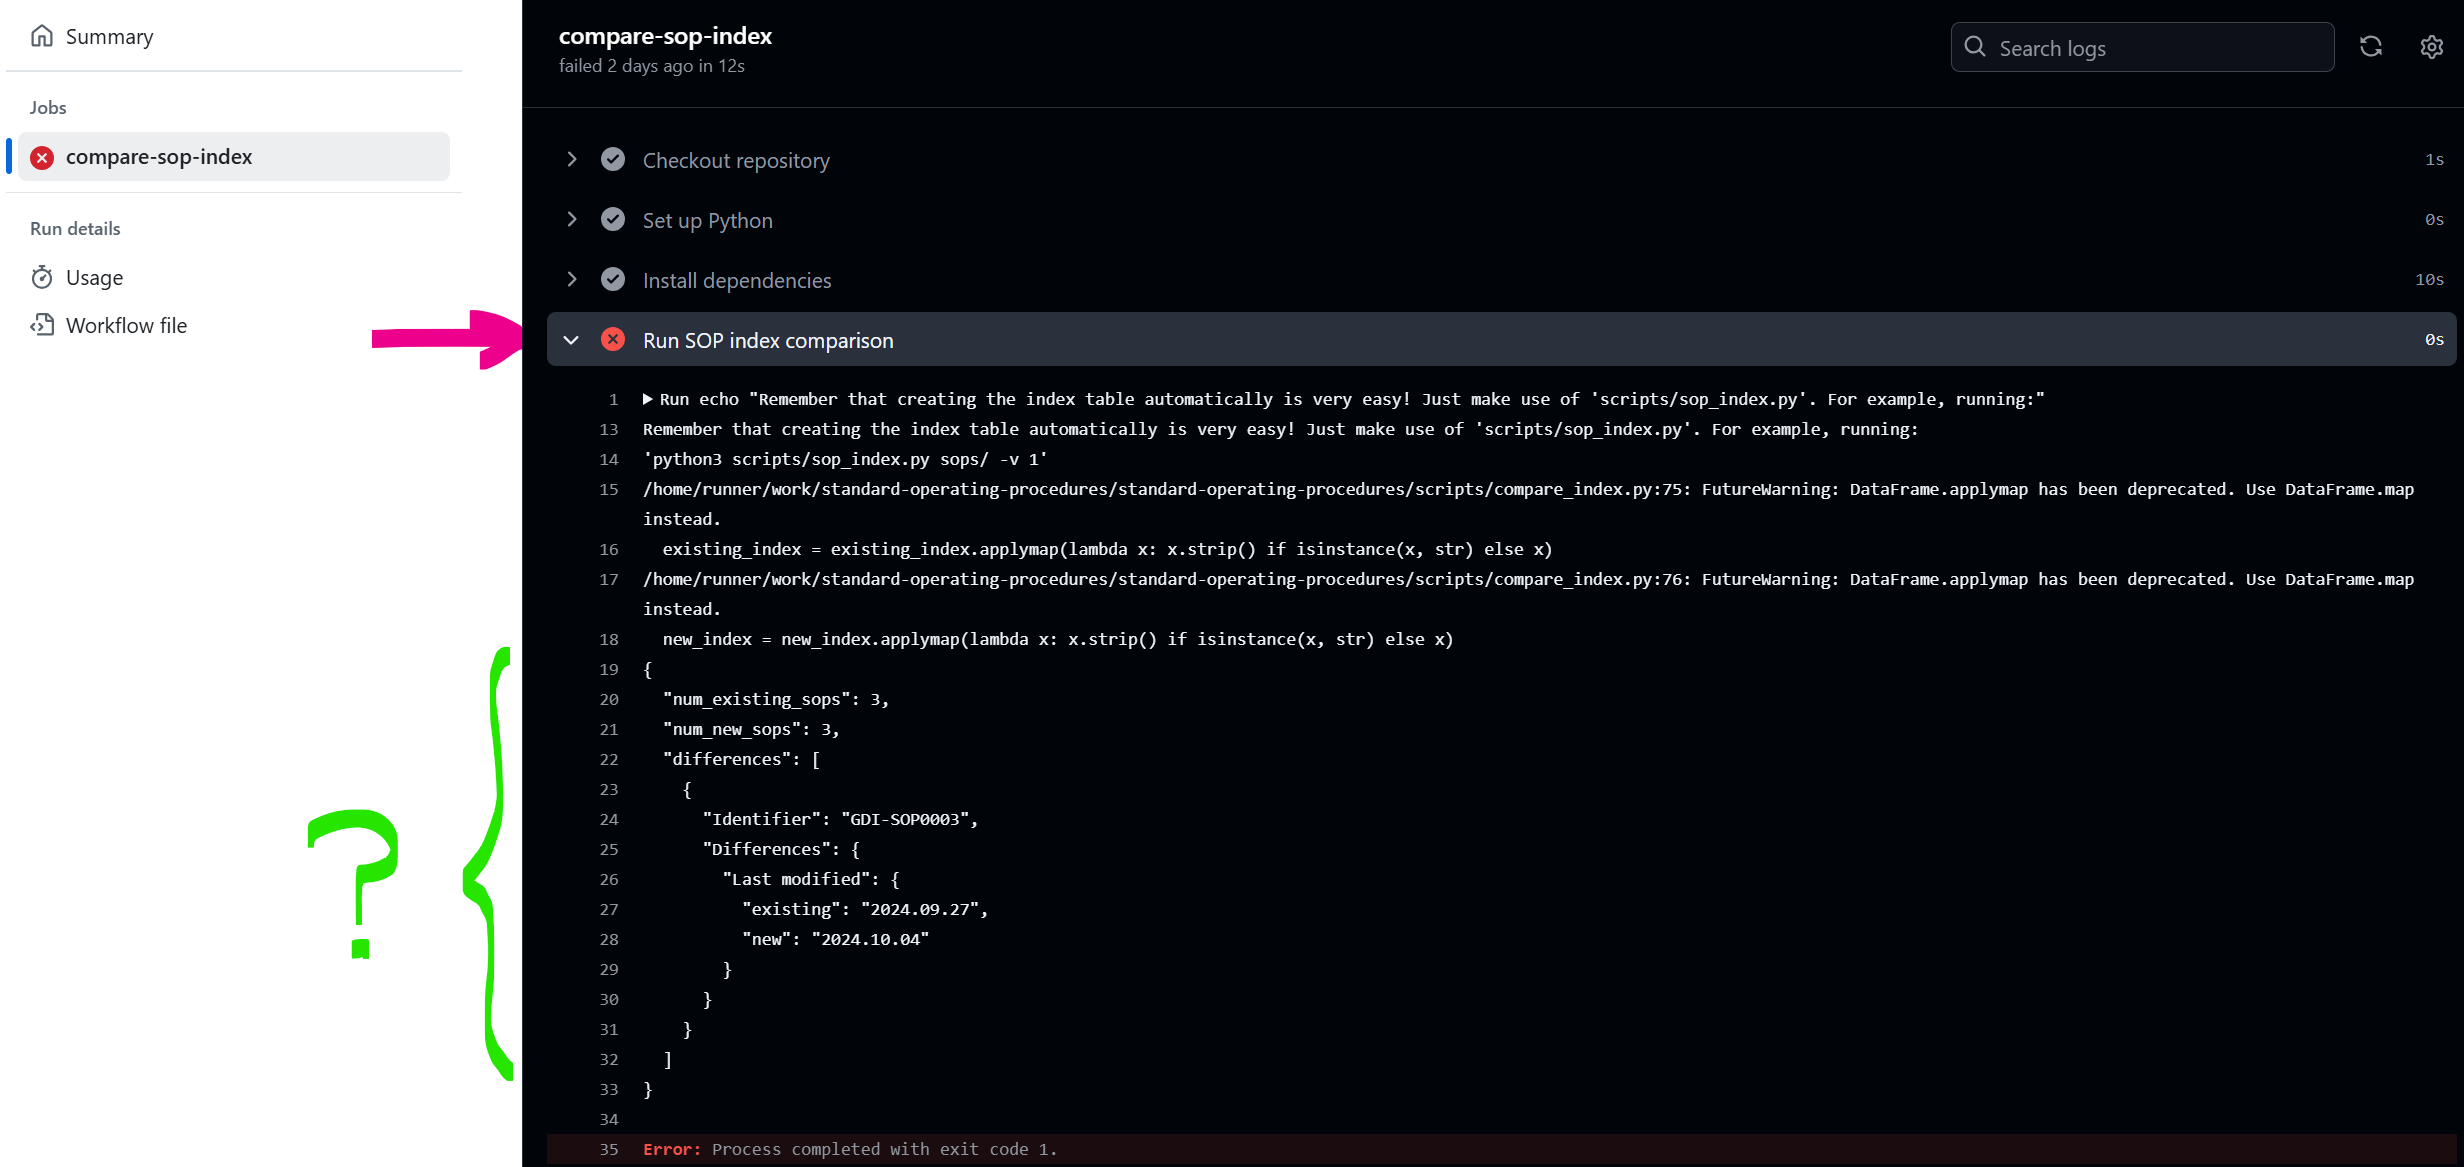 Summary
Jobs
compare-sop-index
Run details
Usage
Workflow file
compare-sop-index
failed 2 days ago in 12s
Search logs
Checkout repository 1s
Set up Python 0s
Install dependencies 10s
Run SOP index comparison 0s
1 Run echo "Remember that creating the index table automatically is very easy! Just make use of 'scripts/sop_index.py'. For example, running:"
13 Remember that creating the index table automatically is very easy! Just make use of 'scripts/sop_index.py'. For example, running:
14 'python3 scripts/sop_index.py sops/ -v 1'
15 /home/runner/work/standard-operating-procedures/standard-operating-procedures/scripts/compare_index.py:75: FutureWarning: DataFrame.applymap has been deprecated. Use DataFrame.map
instead.
16 existing_index = existing_index.applymap(lambda x: x.strip() if isinstance(x, str) else x)
17 /home/runner/work/standard-operating-procedures/standard-operating-procedures/scripts/compare_index.py:76: FutureWarning: DataFrame.applymap has been deprecated. Use DataFrame.map
instead.
18 new_index = new_index.applymap(lambda x: x.strip() if isinstance(x, str) else x)
19 {
20 "num_existing_sops": 3,
21 "num_new_sops": 3,
22 "differences": [
23 {
24 "Identifier": "GDI-SOP0003",
25 "Differences": {
26 "Last modified": {
27 "existing": "2024.09.27",
28 "new": "2024.10.04"
29 }
30 }
31 }
32 ]
33 }
34
35 Error: Process completed with exit code 1.
?
{